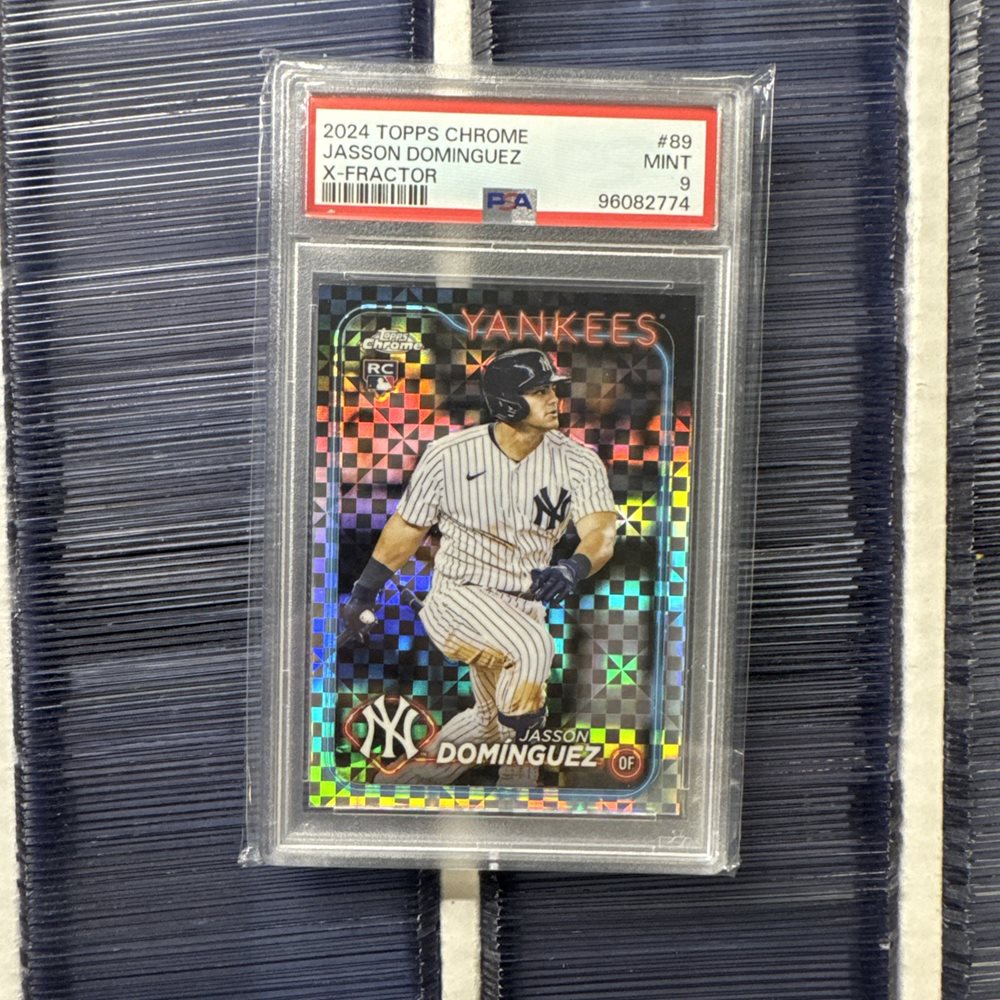 2024 TOPPS CHROME #89
JASSON DOMINGUEZ MINT
X-FRACTOR 9
PSA 96082774
YANKEES
Topps
Chrome
RC
NY
NY
JASSON
DOMÍNGUEZ OF